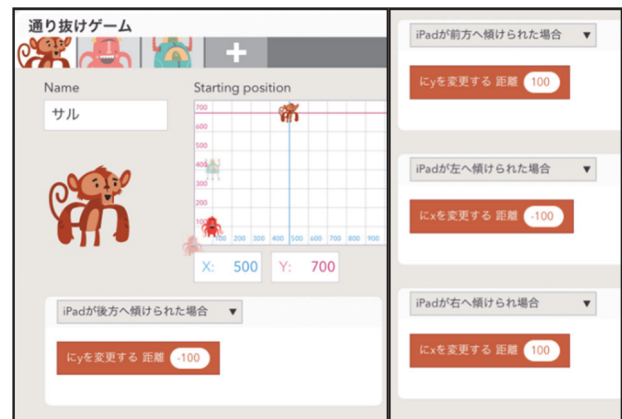 通り抜けゲーム
Name
サル
Starting position
700
600
500
400
300
200
100
100 200 300 400 500 600 700 800 900
X: 500 Y: 700
iPadが後方へ傾けられた場合 ▼
にyを変更する 距離 -100
iPadが前方へ傾けられた場合 ▼
にyを変更する 距離 100
iPadが左へ傾けられた場合 ▼
にxを変更する 距離 -100
iPadが右へ傾けられ場合 ▼
にxを変更する 距離 100